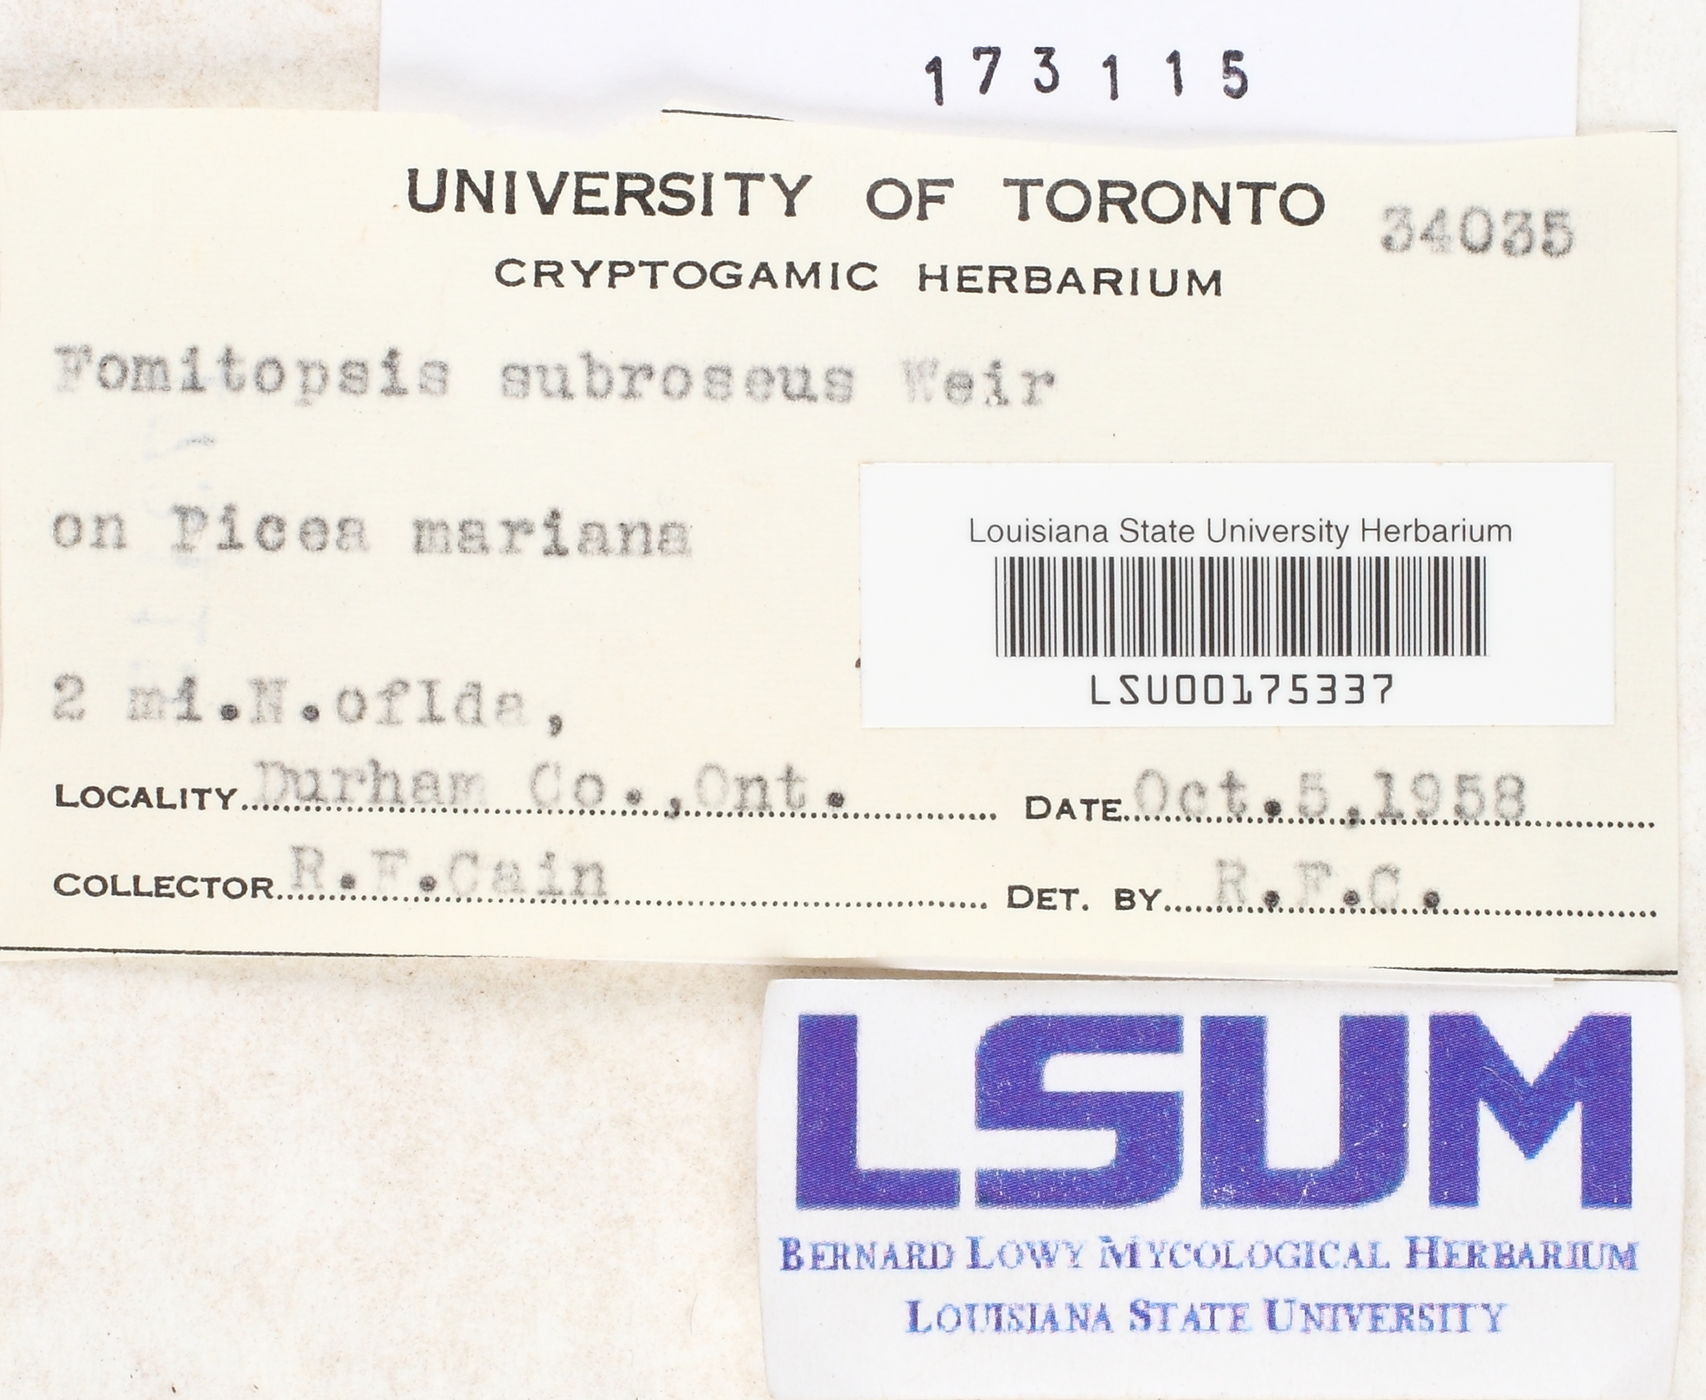 173115
UNIVERSITY OF TORONTO 34035
CRYPTOGAMIC HERBARIUM
Fomitopsis subroseus Weir
on Picea mariana
Louisiana State University Herbarium
LSU00175337
2 mi.N.ofIda,
LOCALITY Durham Co.,Ont. DATE Oct.5,1958
COLLECTOR R.F.Cain DET. BY R.F.C.
LSUM
BERNARD LOWY MYCOLOGICAL HERBARIUM
LOUISIANA STATE UNIVERSITY